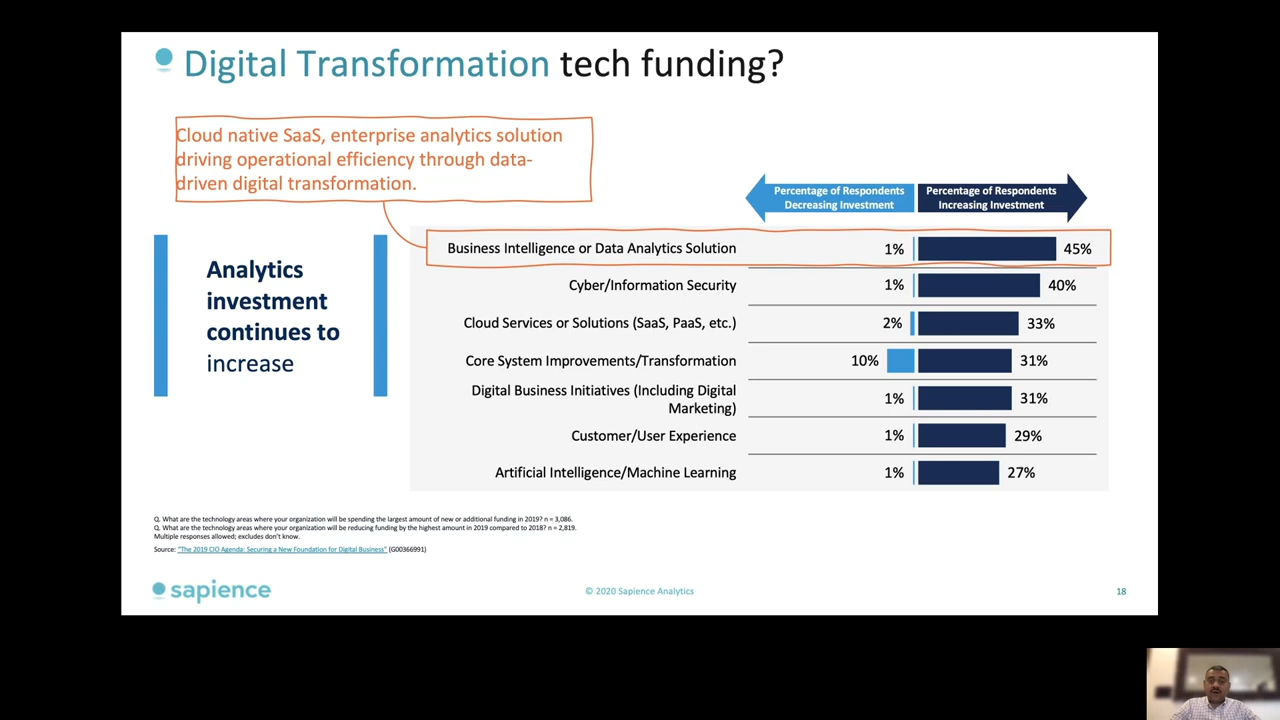 Digital Transformation tech funding?
Cloud native SaaS, enterprise analytics solution
driving operational efficiency through data-
driven digital transformation.
Percentage of Respondents
Decreasing Investment
Percentage of Respondents
Increasing Investment
Analytics
investment
continues to
increase
Business Intelligence or Data Analytics Solution 1% 45%
Cyber/Information Security 1% 40%
Cloud Services or Solutions (SaaS, PaaS, etc.) 2% 33%
Core System Improvements/Transformation 10% 31%
Digital Business Initiatives (Including Digital
Marketing) 1% 31%
Customer/User Experience 1% 29%
Artificial Intelligence/Machine Learning 1% 27%
Q. What are the technology areas where your organization will be spending the largest amount of new or additional funding in 2019? n = 3,086.
Q. What are the technology areas where your organization will be reducing funding by the highest amount in 2019 compared to 2018? n = 2,819.
Multiple responses allowed; excludes don't know.
Source: "The 2019 CIO Agenda: Securing a New Foundation for Digital Business" (G00366991)
sapience
© 2020 Sapience Analytics
18